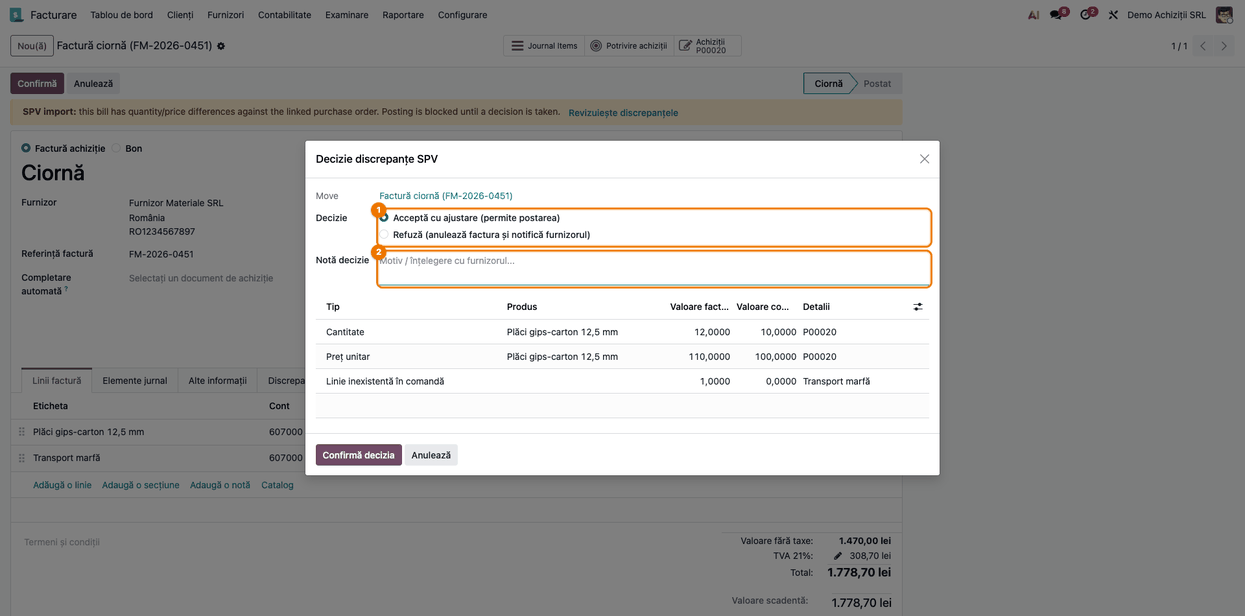 Facturare Tablou de bord Clienți Furnizori Contabilitate Examinare Raportare Configurare AI 6 2 Demo Achiziții SRL
Nou(ă) Factură ciornă (FM-2026-0451) Journal Items Potrivire achiziții Achiziții P00020 1 / 1
Confirmă Anulează Ciornă Postat
SPV import: this bill has quantity/price differences against the linked purchase order. Posting is blocked until a decision is taken. Revizuiește discrepanțele
Factură achiziție Bon
Ciornă
Furnizor Furnizor Materiale SRL
România
RO1234567897
Referință factură FM-2026-0451
Completare automată ? Selectați un document de achiziție
Linii factură Elemente jurnal Alte informații Discrepa
Eticheta Cont
Plăci gips-carton 12,5 mm 607000
Transport marfă 607000
Adăugă o linie Adaugă o secțiune Adaugă o notă Catalog
Termeni și condiții
Valoare fără taxe: 1.470,00 lei
TVA 21%: 308,70 lei
Total: 1.778,70 lei
Valoare scadentă: 1.778,70 lei
Decizie discrepanțe SPV
Move Factură ciornă (FM-2026-0451)
1
Decizie Acceptă cu ajustare (permite postarea)
Refuză (anulează factura și notifică furnizorul)
2
Notă decizie Motiv / înțelegere cu furnizorul...
Tip Produs Valoare fact... Valoare co... Detalii
Cantitate Plăci gips-carton 12,5 mm 12,0000 10,0000 P00020
Preț unitar Plăci gips-carton 12,5 mm 110,0000 100,0000 P00020
Linie inexistentă în comandă 1,0000 0,0000 Transport marfă
Confirmă decizia Anulează